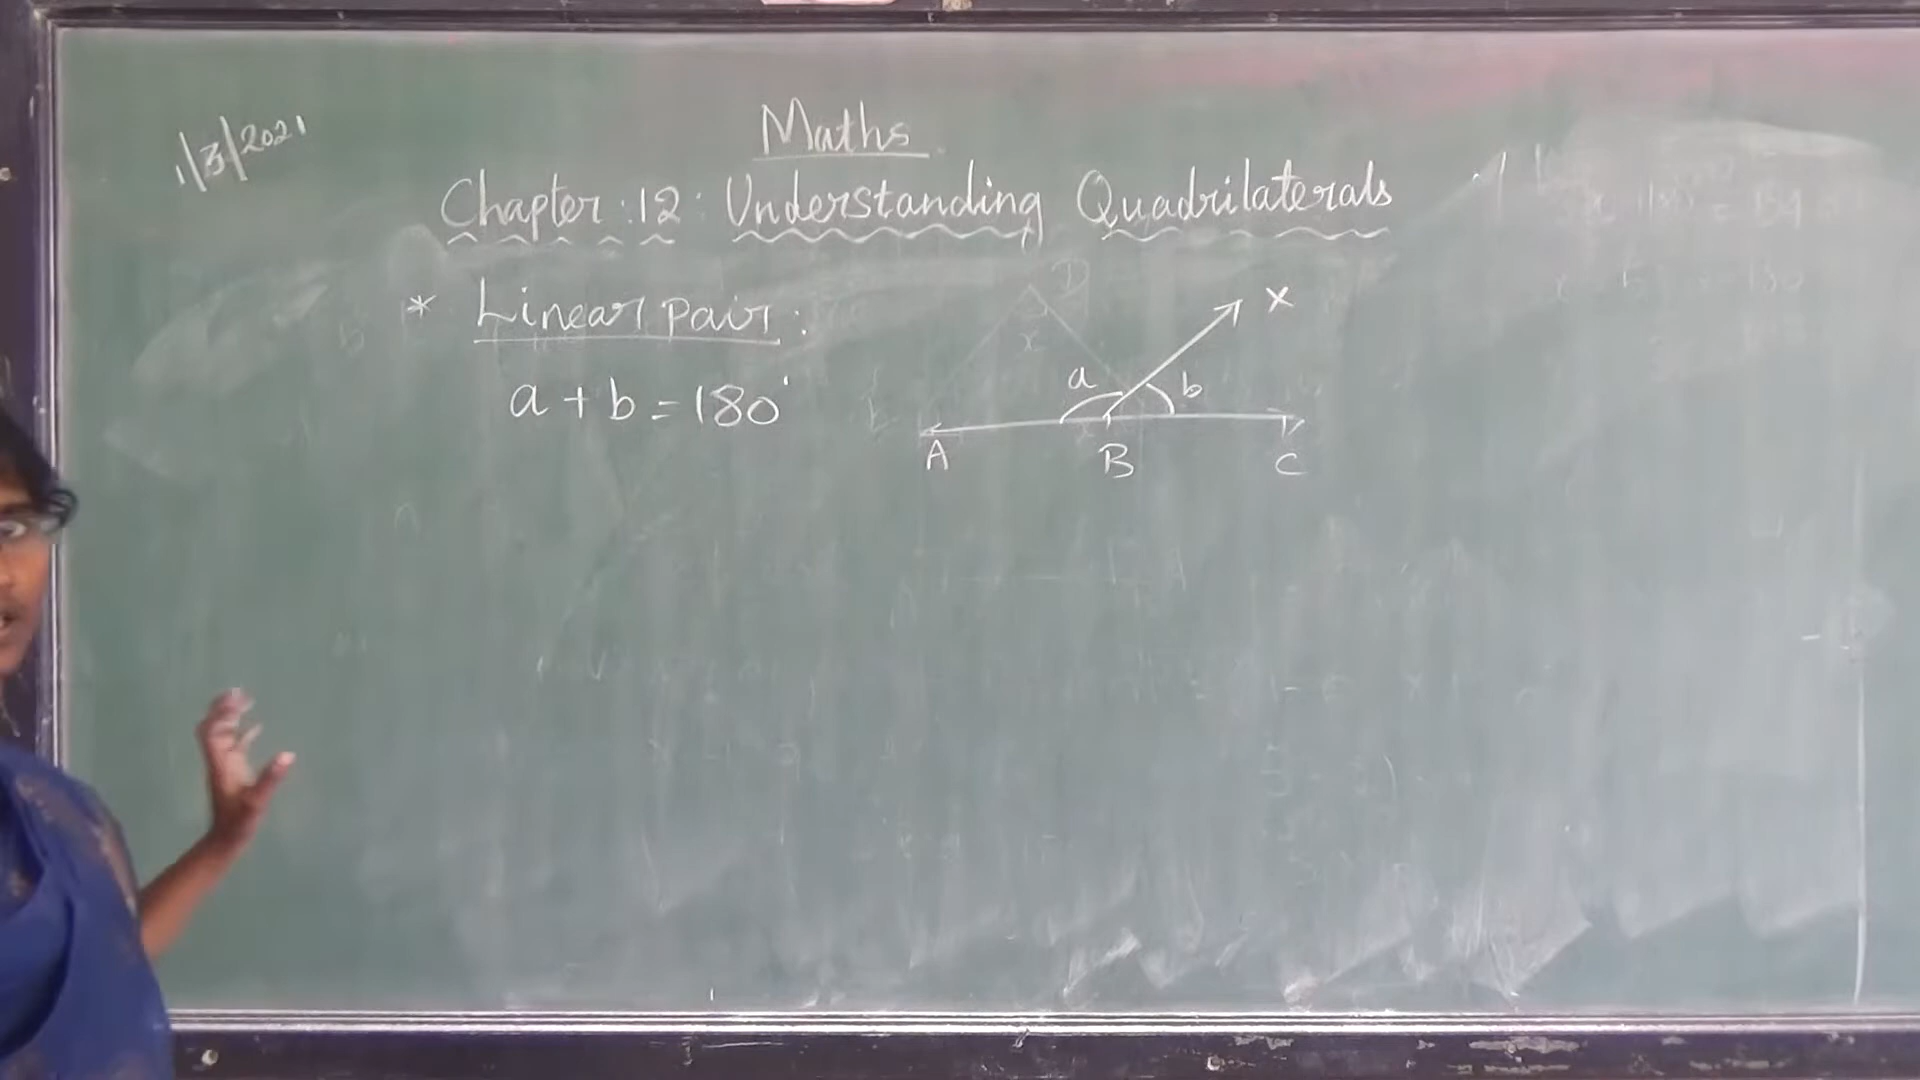 Maths
1/3/2021
Chapter:12: Understanding Quadrilaterals
* Linear pair:
a + b = 180°
X
a
b
A
B
C
D
x